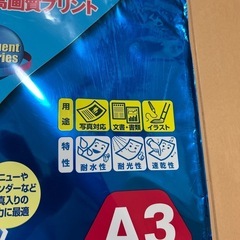 高画質プリント
用途
写真対応
文書・書類
イラスト
特性
耐水性
耐光性
速乾性
ニューや
ンダーなど
真入りの
力に最適
A3